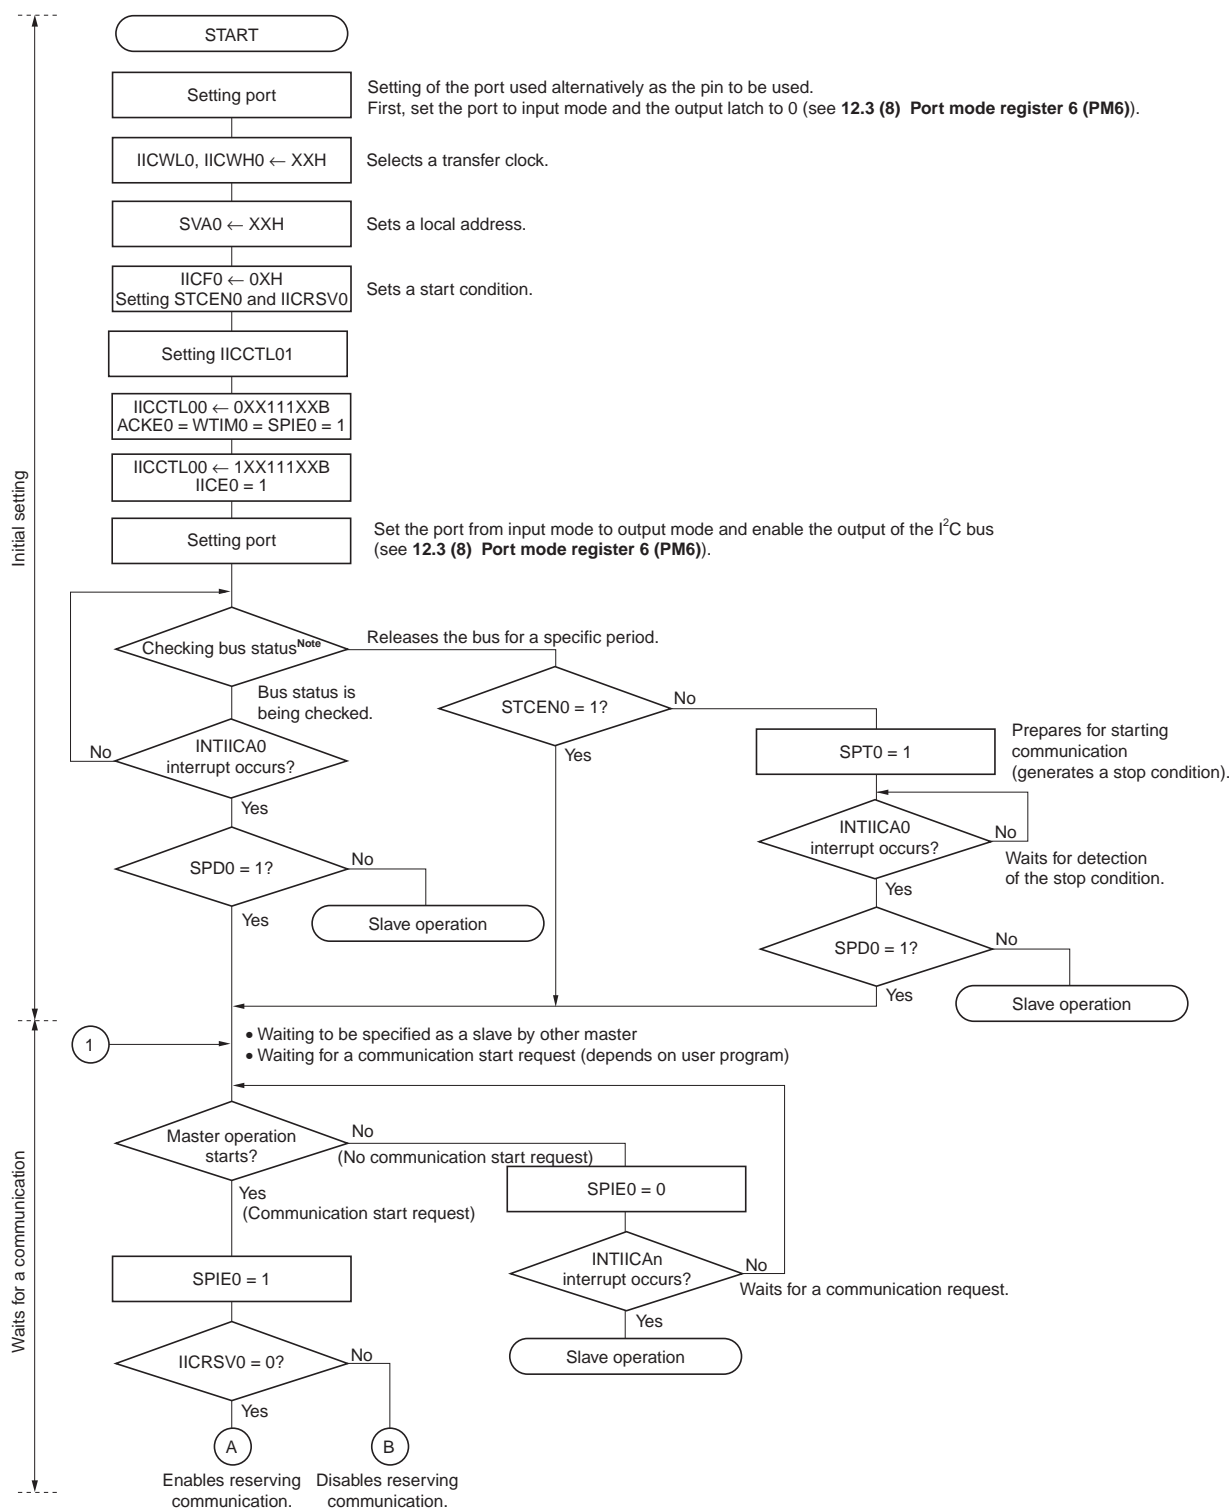 START
Setting port
Setting of the port used alternatively as the pin to be used.
First, set the port to input mode and the output latch to 0 (see 12.3 (8) Port mode register 6 (PM6)).
IICWL0, IICWH0 ← XXH
Selects a transfer clock.
SVA0 ← XXH
Sets a local address.
IICF0 ← 0XH
Setting STCEN0 and IICRSV0
Sets a start condition.
Setting IICCTL01
IICCTL00 ← 0XX111XXB
ACKE0 = WTIM0 = SPIE0 = 1
IICCTL00 ← 1XX111XXB
IICE0 = 1
Setting port
Set the port from input mode to output mode and enable the output of the I²C bus
(see 12.3 (8) Port mode register 6 (PM6)).
Initial setting
Checking bus statusNote
Releases the bus for a specific period.
Bus status is
being checked.
STCEN0 = 1?
No
Yes
SPT0 = 1
Prepares for starting
communication
(generates a stop condition).
INTIICA0
interrupt occurs?
No
Yes
INTIICA0
interrupt occurs?
No
Waits for detection
of the stop condition.
Yes
SPD0 = 1?
No
Yes
Slave operation
SPD0 = 1?
No
Yes
Slave operation
1
• Waiting to be specified as a slave by other master
• Waiting for a communication start request (depends on user program)
Waits for a communication
Master operation
starts?
No
(No communication start request)
Yes
(Communication start request)
SPIE0 = 0
SPIE0 = 1
INTIICAn
interrupt occurs?
No
Waits for a communication request.
Yes
Slave operation
IICRSV0 = 0?
No
Yes
A
B
Enables reserving
communication.
Disables reserving
communication.